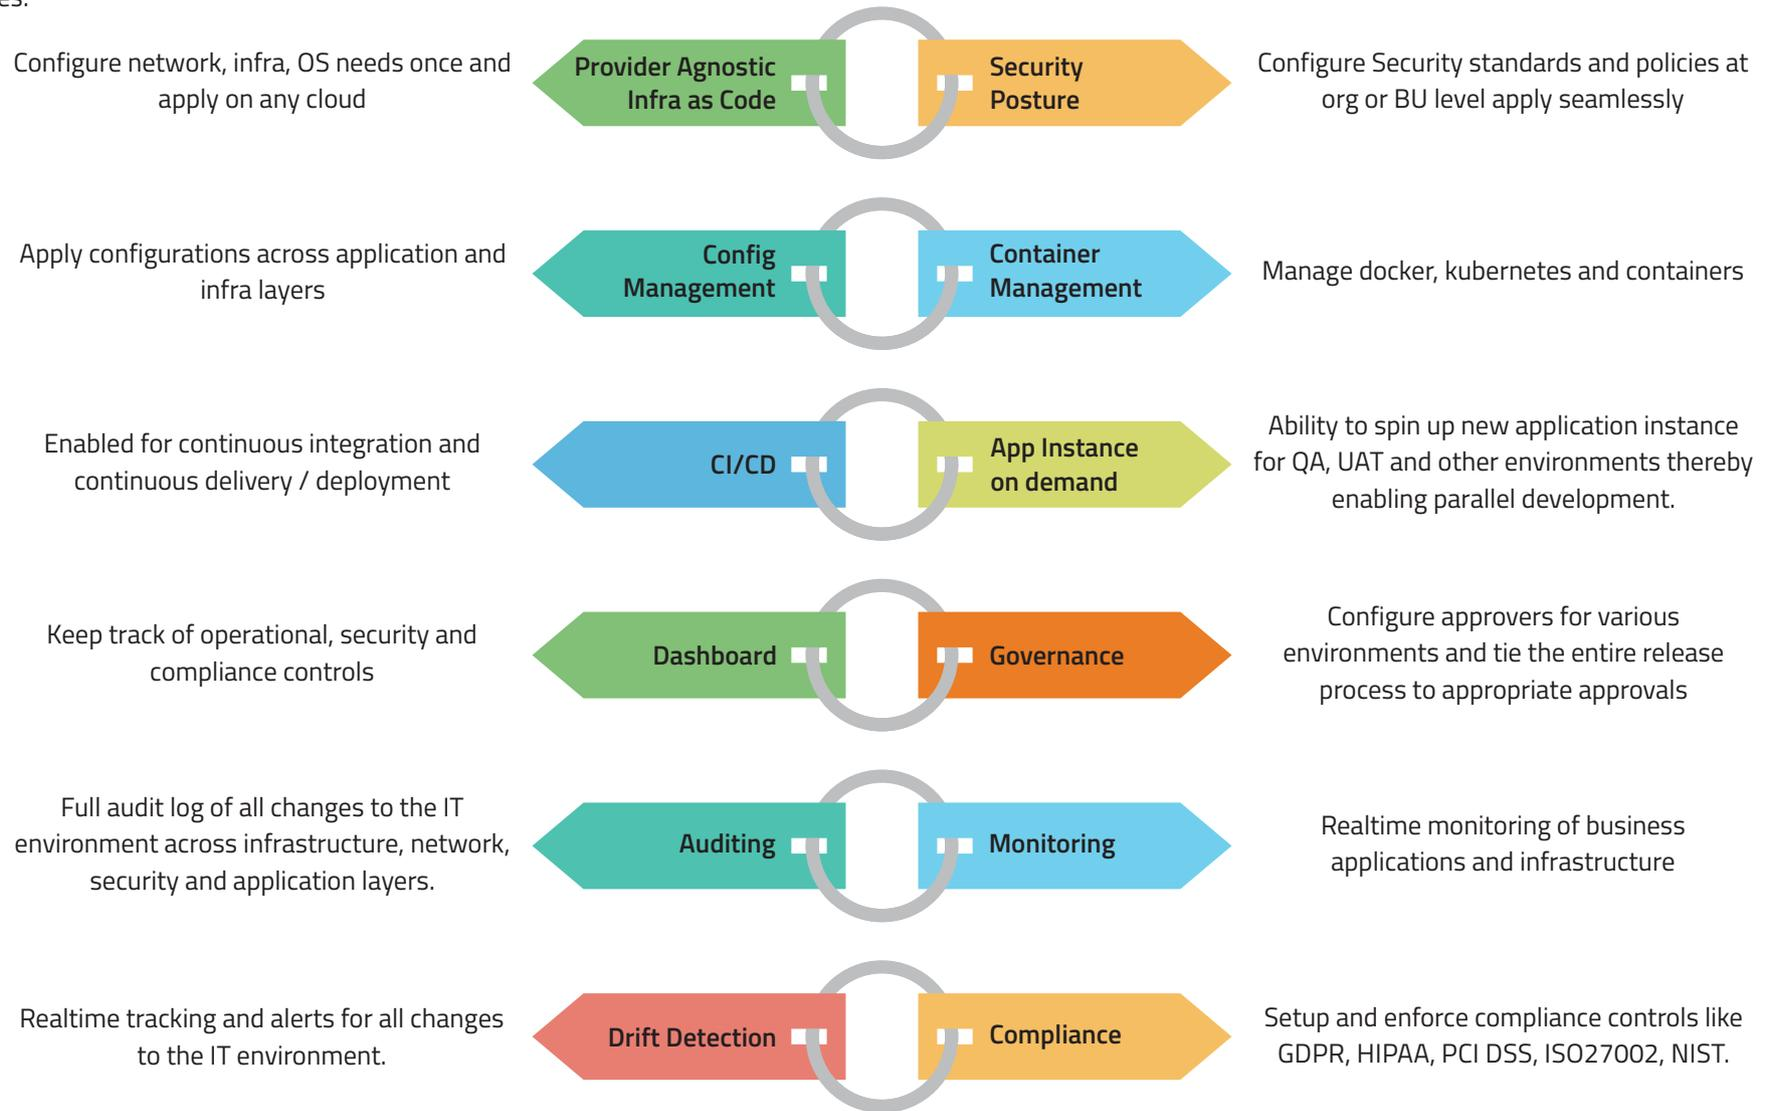 es.
Configure network, infra, OS needs once and
apply on any cloud
Provider Agnostic
Infra as Code
Security
Posture
Configure Security standards and policies at
org or BU level apply seamlessly
Apply configurations across application and
infra layers
Config
Management
Container
Management
Manage docker, kubernetes and containers
Enabled for continuous integration and
continuous delivery / deployment
CI/CD
App Instance
on demand
Ability to spin up new application instance
for QA, UAT and other environments thereby
enabling parallel development.
Keep track of operational, security and
compliance controls
Dashboard
Governance
Configure approvers for various
environments and tie the entire release
process to appropriate approvals
Full audit log of all changes to the IT
environment across infrastructure, network,
security and application layers.
Auditing
Monitoring
Realtime monitoring of business
applications and infrastructure
Realtime tracking and alerts for all changes
to the IT environment.
Drift Detection
Compliance
Setup and enforce compliance controls like
GDPR, HIPAA, PCI DSS, ISO27002, NIST.